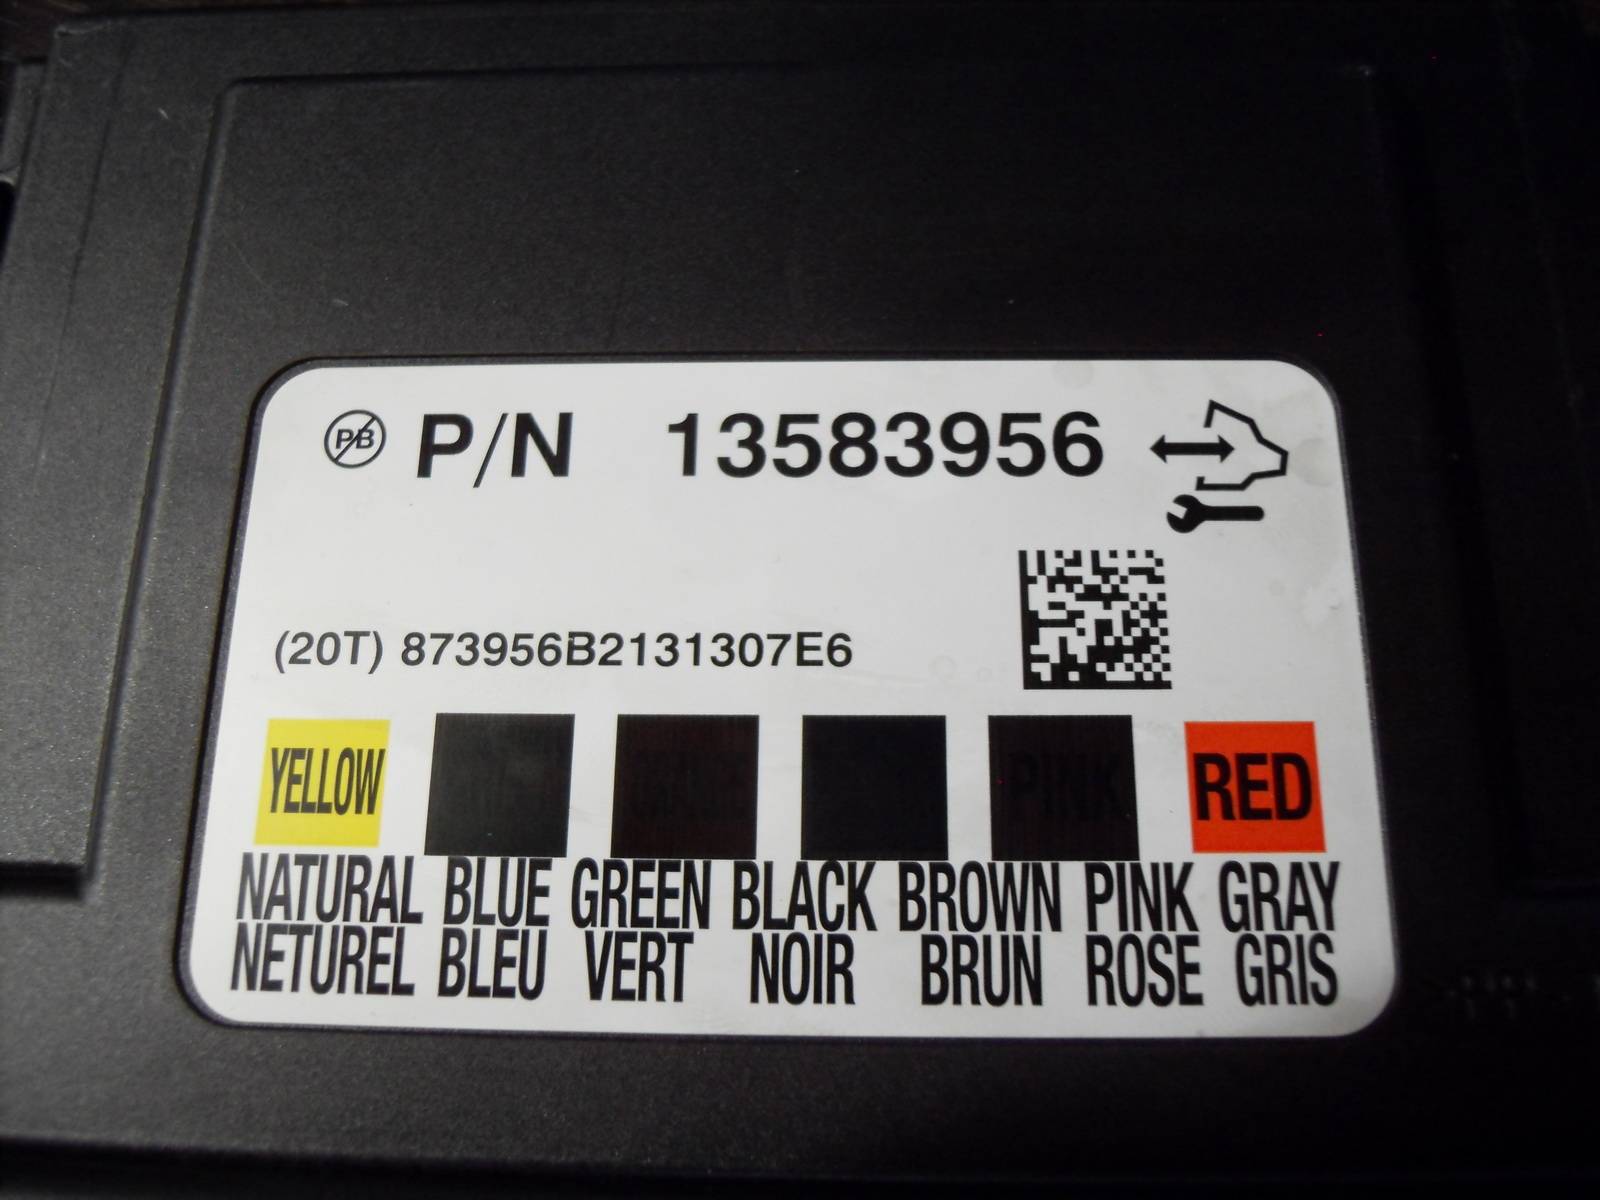 PB P/N 13583956
(20T) 873956B2131307E6
YELLOW PINK RED
NATURAL BLUE GREEN BLACK BROWN PINK GRAY
NETUREL BLEU VERT NOIR BRUN ROSE GRIS